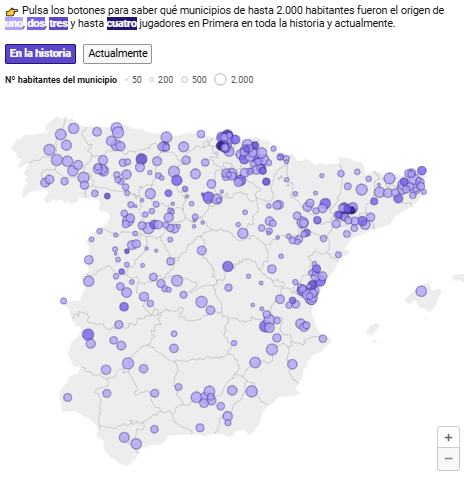 👉 Pulsa los botones para saber qué municipios de hasta 2.000 habitantes fueron el origen de
uno, dos, tres y hasta cuatro jugadores en Primera en toda la historia y actualmente.
En la historia Actualmente
Nº habitantes del municipio 50 200 500 2.000
+
−